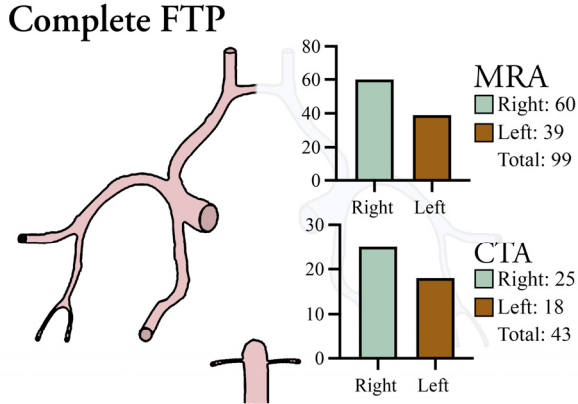 Complete FTP
80
60
40
20
0
Right Left
MRA
Right: 60
Left: 39
Total: 99
30
20
10
0
Right Left
CTA
Right: 25
Left: 18
Total: 43